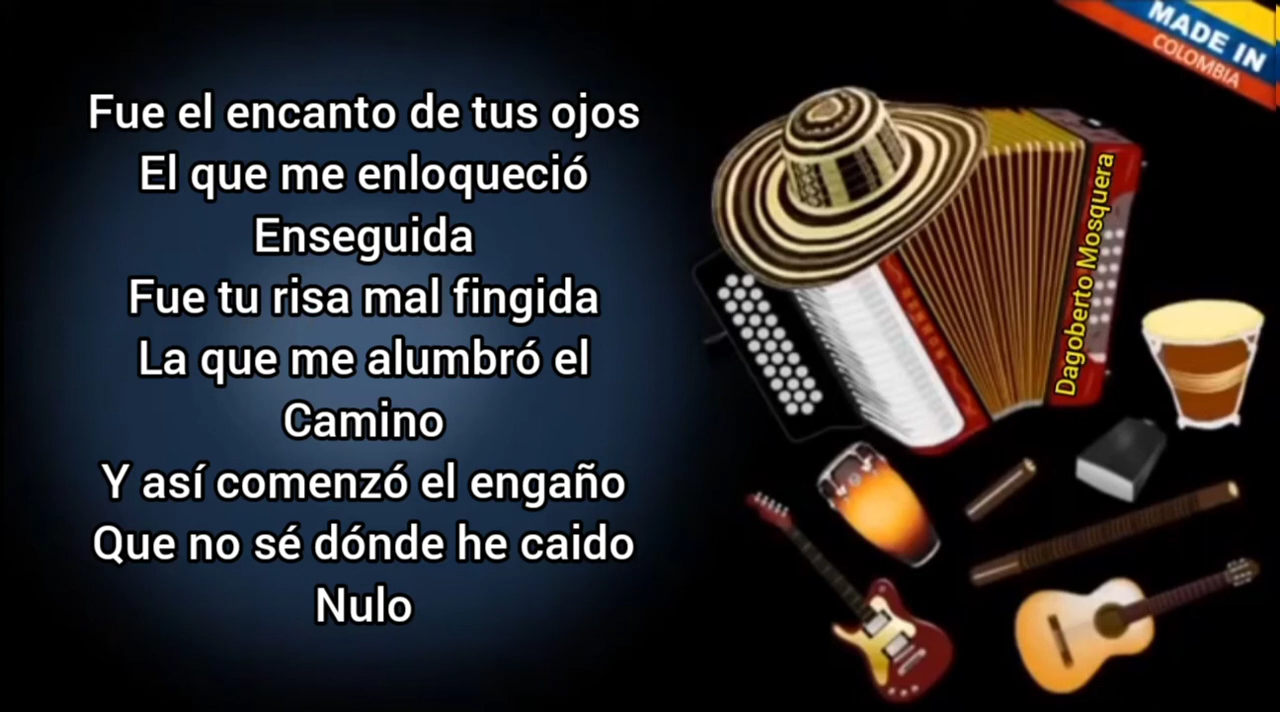 Fue el encanto de tus ojos
El que me enloqueció
Enseguida
Fue tu risa mal fingida
La que me alumbró el
Camino
Y así comenzó el engaño
Que no sé dónde he caido
Nulo
MADE IN
COLOMBIA
Dagoberto Mosquera